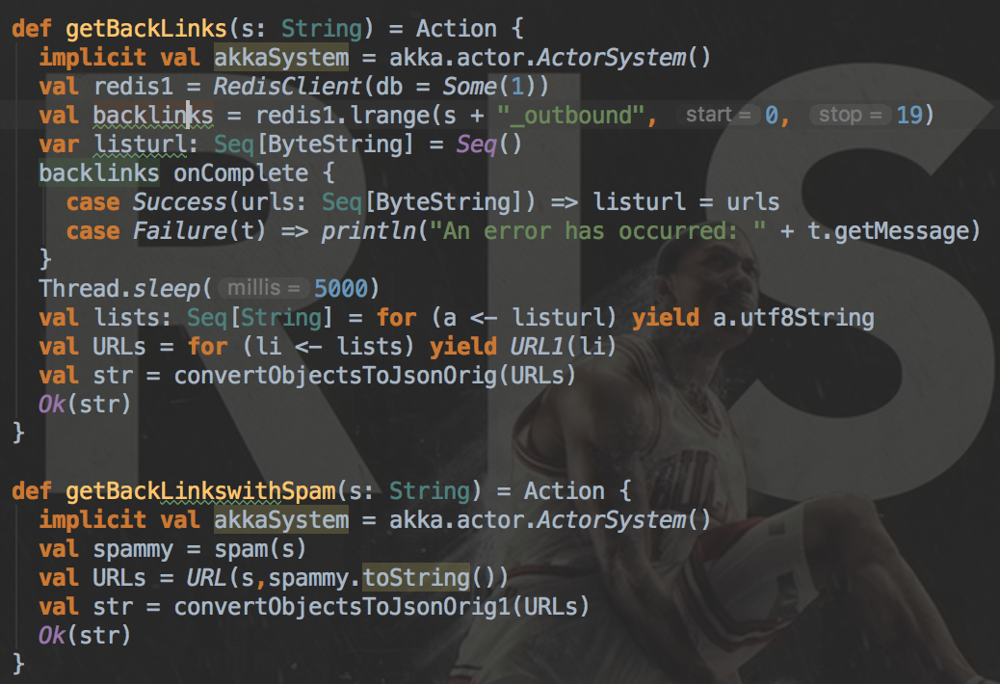 def getBackLinks(s: String) = Action {
  implicit val akkaSystem = akka.actor.ActorSystem()
  val redis1 = RedisClient(db = Some(1))
  val backlinks = redis1.lrange(s + "_outbound", start = 0, stop = 19)
  var listurl: Seq[ByteString] = Seq()
  backlinks onComplete {
    case Success(urls: Seq[ByteString]) => listurl = urls
    case Failure(t) => println("An error has occurred: " + t.getMessage)
  }
  Thread.sleep( millis = 5000)
  val lists: Seq[String] = for (a <- listurl) yield a.utf8String
  val URLs = for (li <- lists) yield URL1(li)
  val str = convertObjectsToJsonOrig(URLs)
  Ok(str)
}

def getBackLinkswithSpam(s: String) = Action {
  implicit val akkaSystem = akka.actor.ActorSystem()
  val spammy = spam(s)
  val URLs = URL(s,spammy.toString())
  val str = convertObjectsToJsonOrig1(URLs)
  Ok(str)
}
RIS